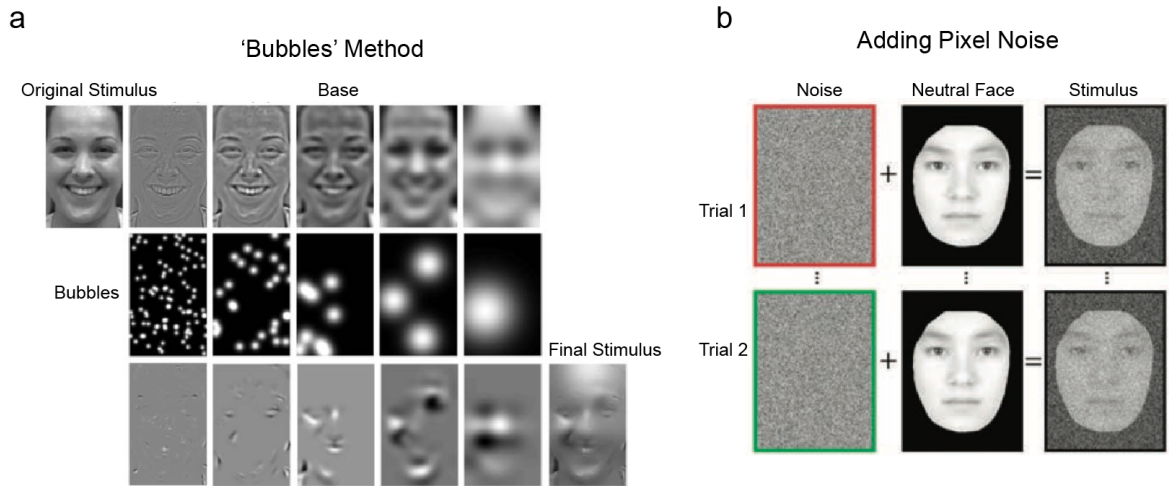 a
'Bubbles' Method
Original Stimulus
Base
Bubbles
Final Stimulus
b
Adding Pixel Noise
Noise
Neutral Face
Stimulus
Trial 1
+
=
Trial 2
+
=